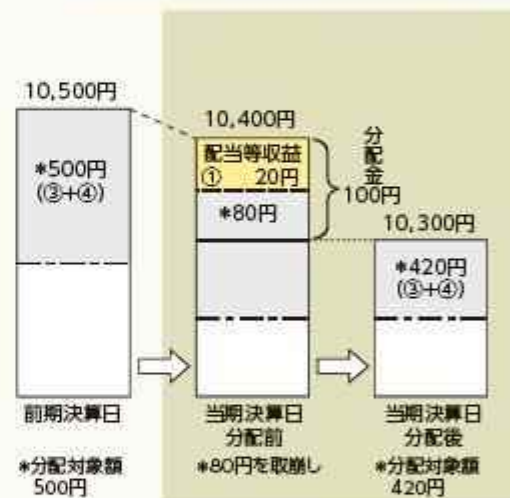 10,500円
*500円
(③+④)
前期決算日
*分配対象額
500円
10,400円
配当等収益
① 20円
*80円
分配金
100円
当期決算日
分配前
*80円を取崩し
10,300円
*420円
(③+④)
当期決算日
分配後
*分配対象額
420円